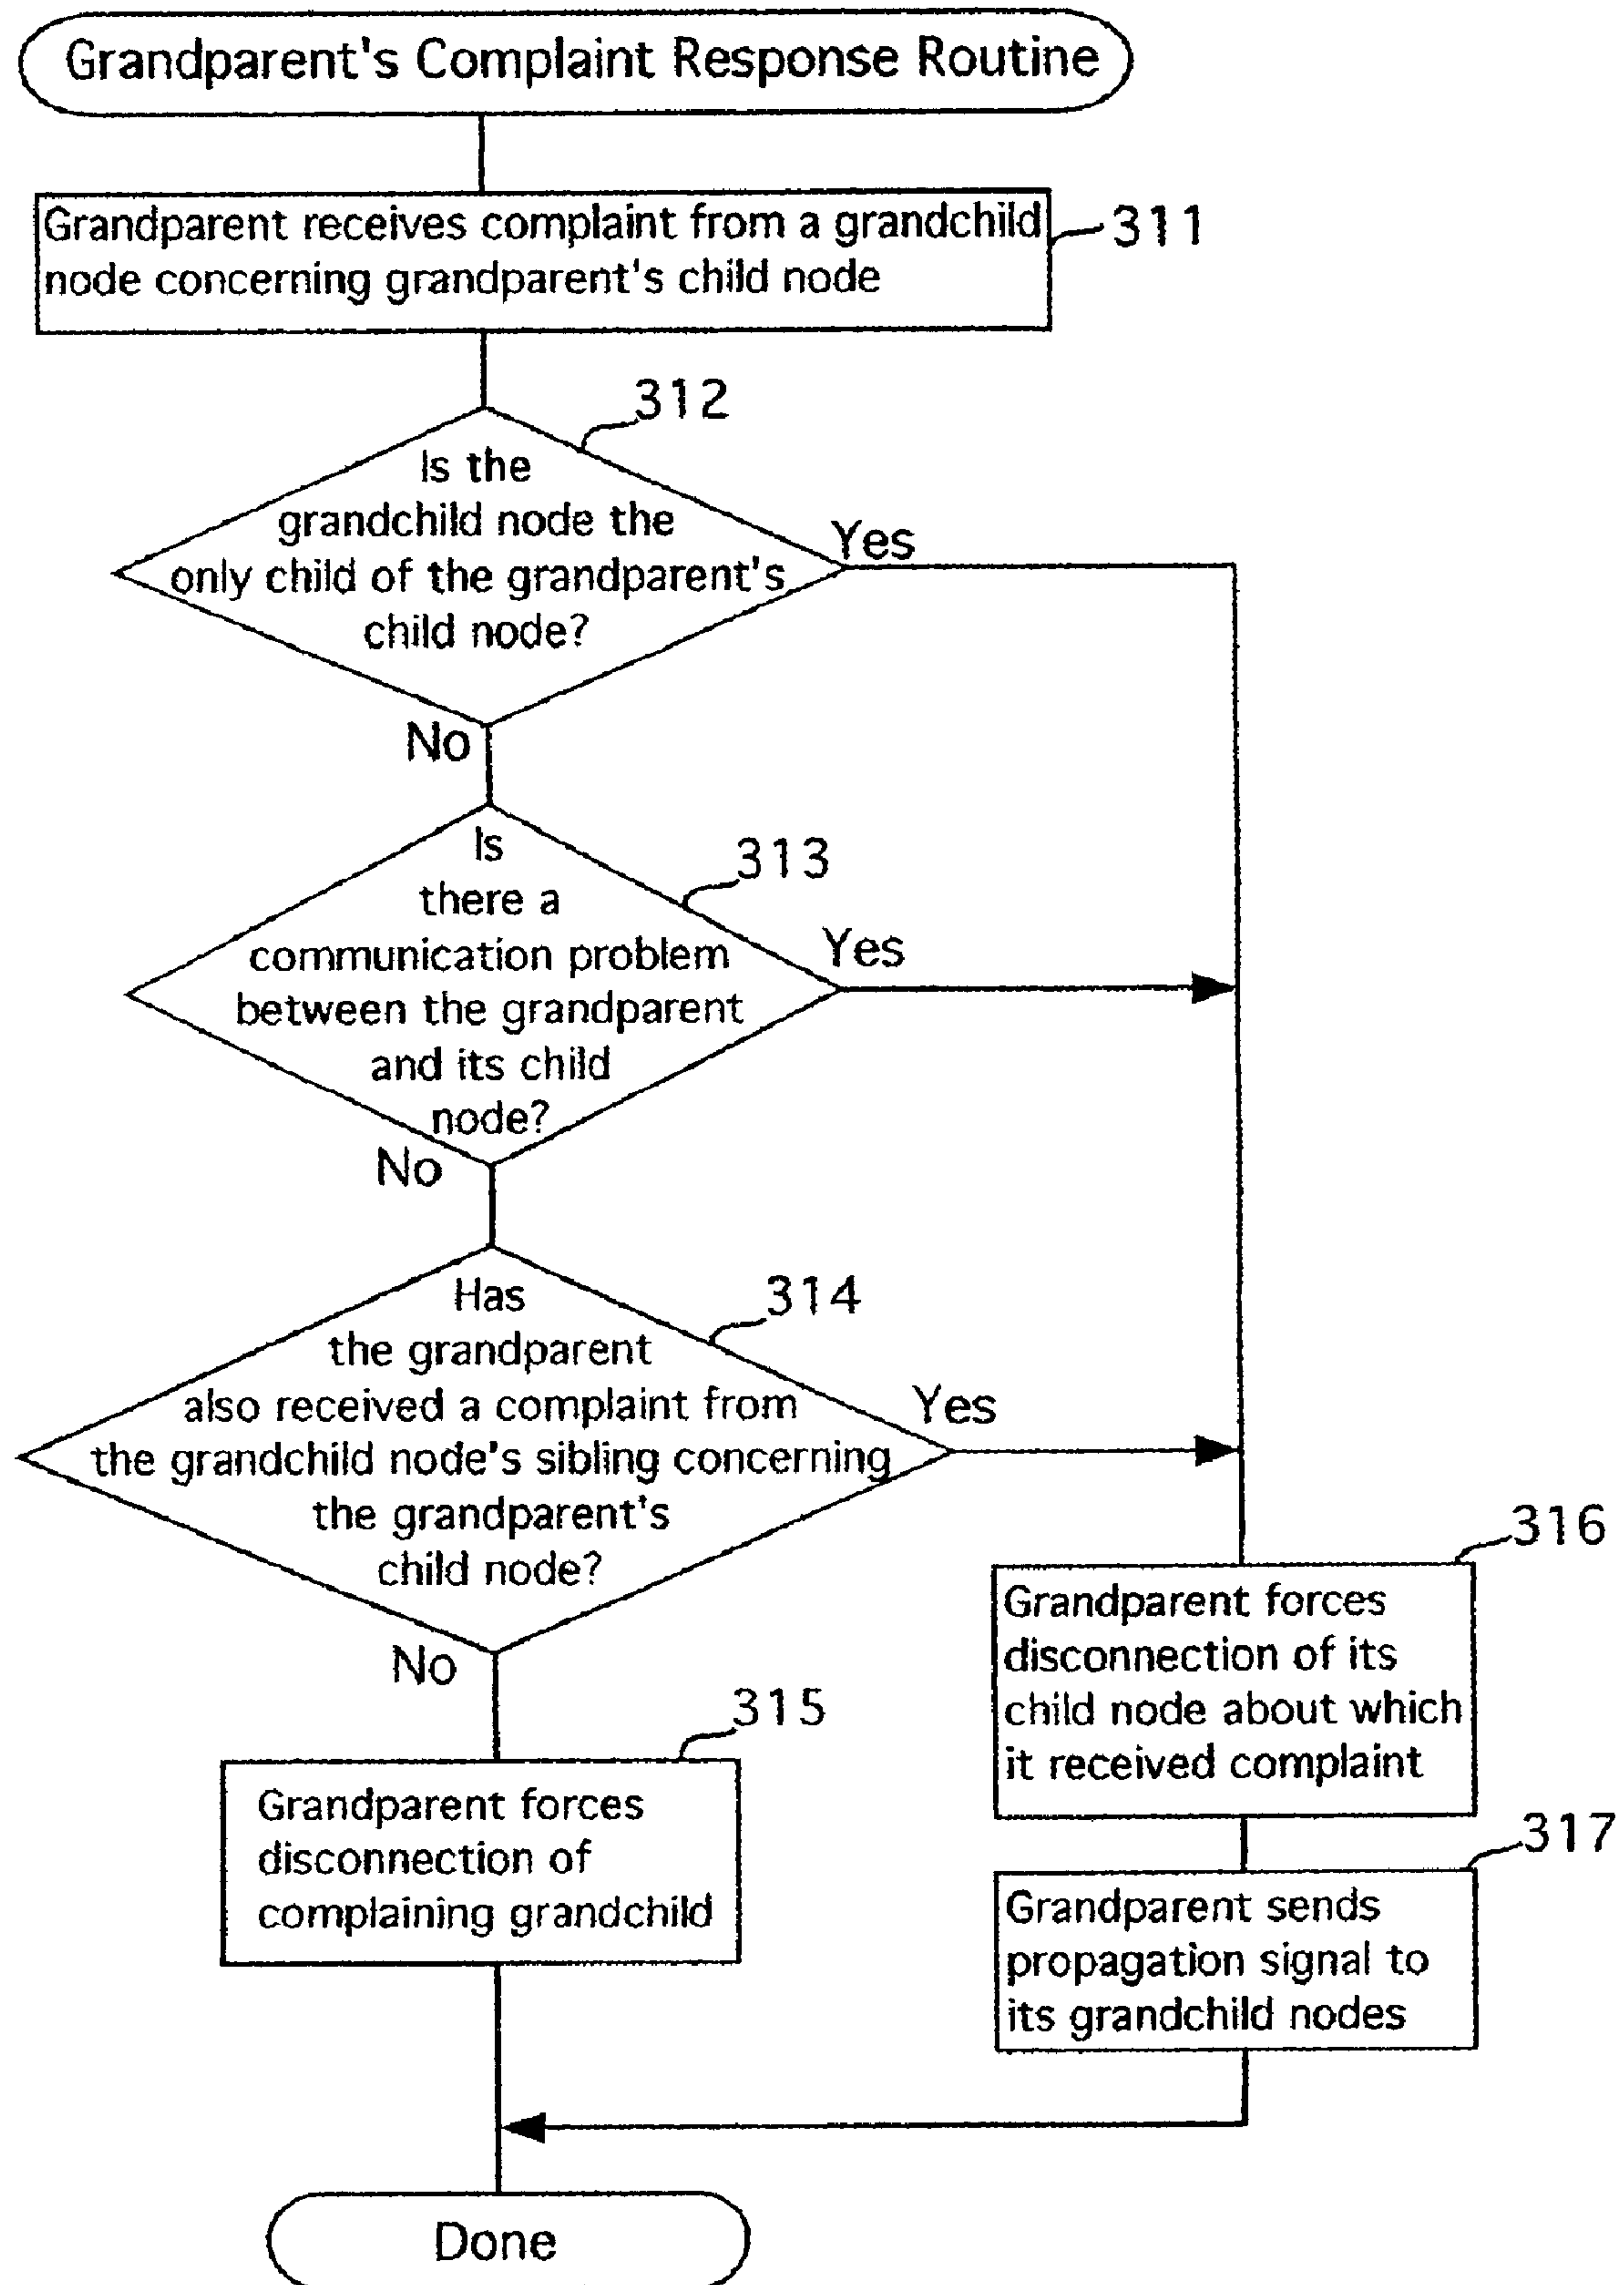 Grandparent's Complaint Response Routine
Grandparent receives complaint from a grandchild
node concerning grandparent's child node
311
312
Is the
grandchild node the
only child of the grandparent's
child node?
Yes
No
313
Is
there a
communication problem
between the grandparent
and its child
node?
Yes
No
314
Has
the grandparent
also received a complaint from
the grandchild node's sibling concerning
the grandparent's
child node?
Yes
No
315
Grandparent forces
disconnection of
complaining grandchild
316
Grandparent forces
disconnection of its
child node about which
it received complaint
317
Grandparent sends
propagation signal to
its grandchild nodes
Done